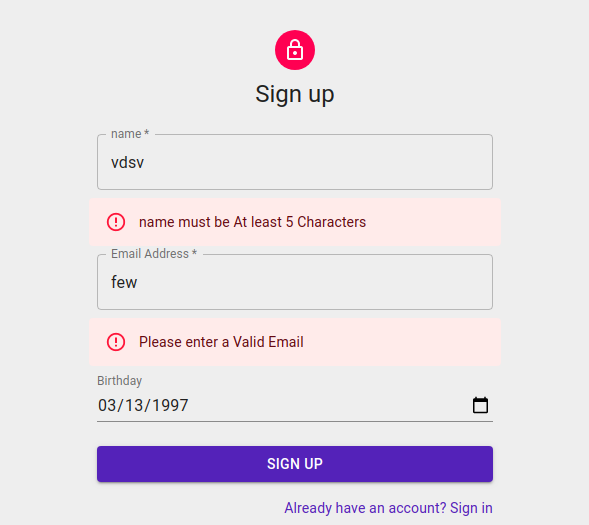 Sign up
name *
vdsv
name must be At least 5 Characters
Email Address *
few
Please enter a Valid Email
Birthday
03/13/1997
SIGN UP
Already have an account? Sign in